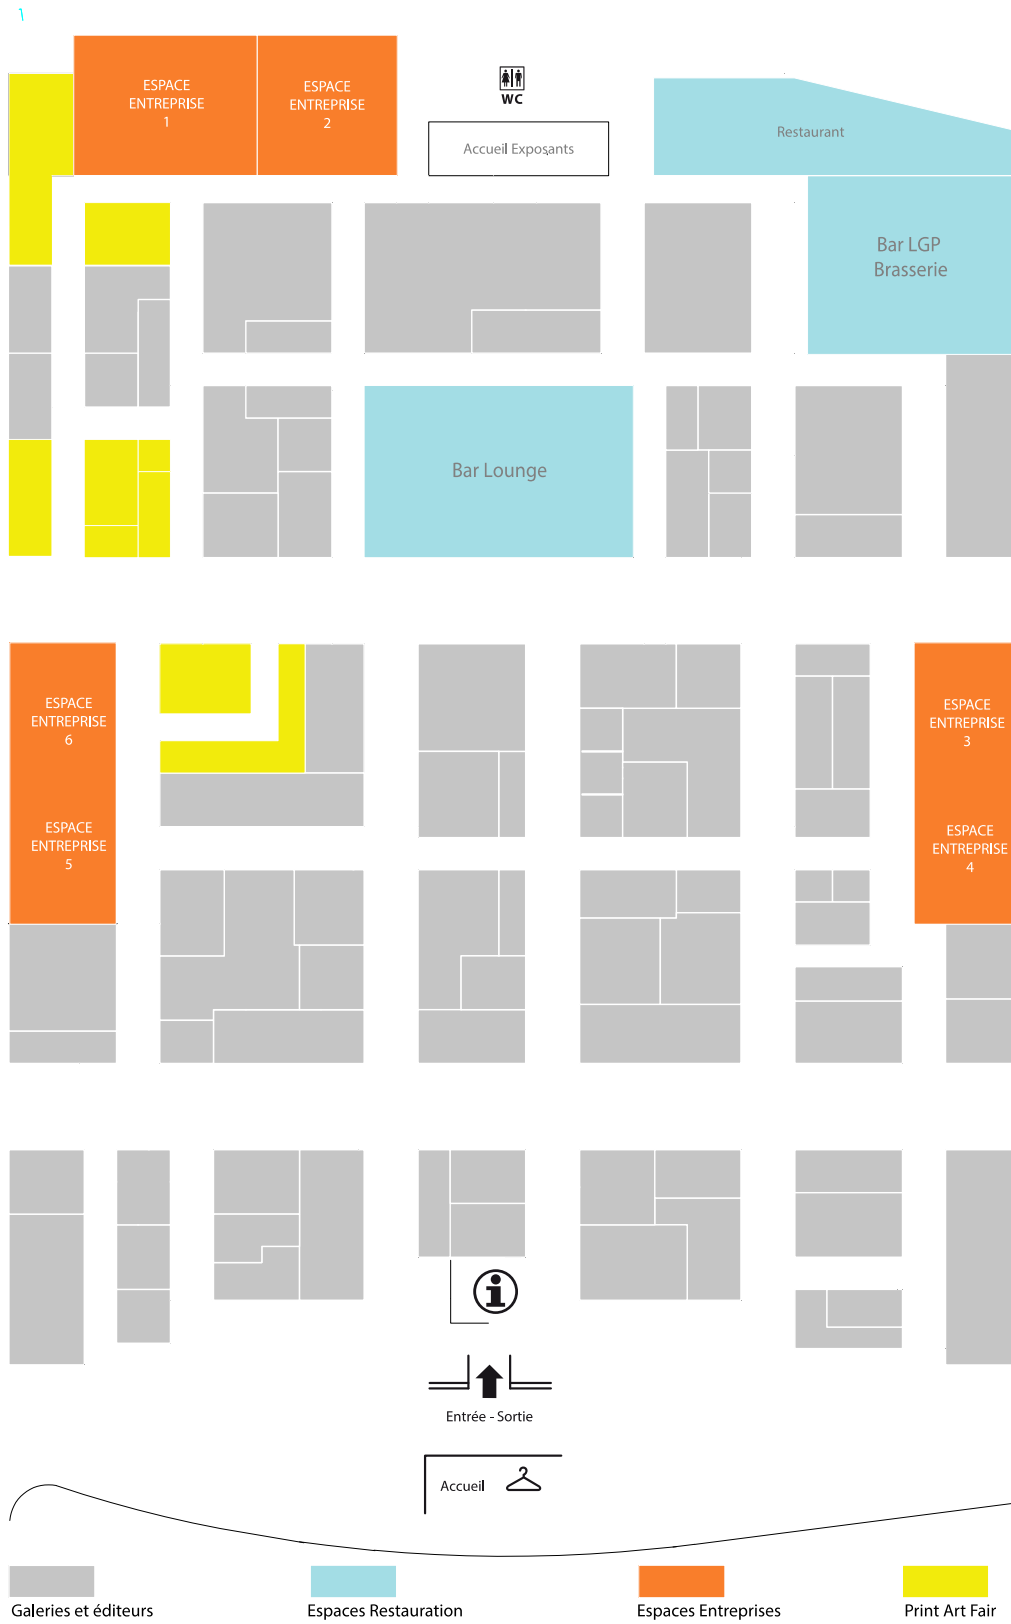 ESPACE
ENTREPRISE
1
ESPACE
ENTREPRISE
2
WC
Accueil Exposants
Restaurant
Bar LGP
Brasserie
Bar Lounge
ESPACE
ENTREPRISE
6
ESPACE
ENTREPRISE
3
ESPACE
ENTREPRISE
5
ESPACE
ENTREPRISE
4
Entrée - Sortie
Accueil
Galeries et éditeurs
Espaces Restauration
Espaces Entreprises
Print Art Fair